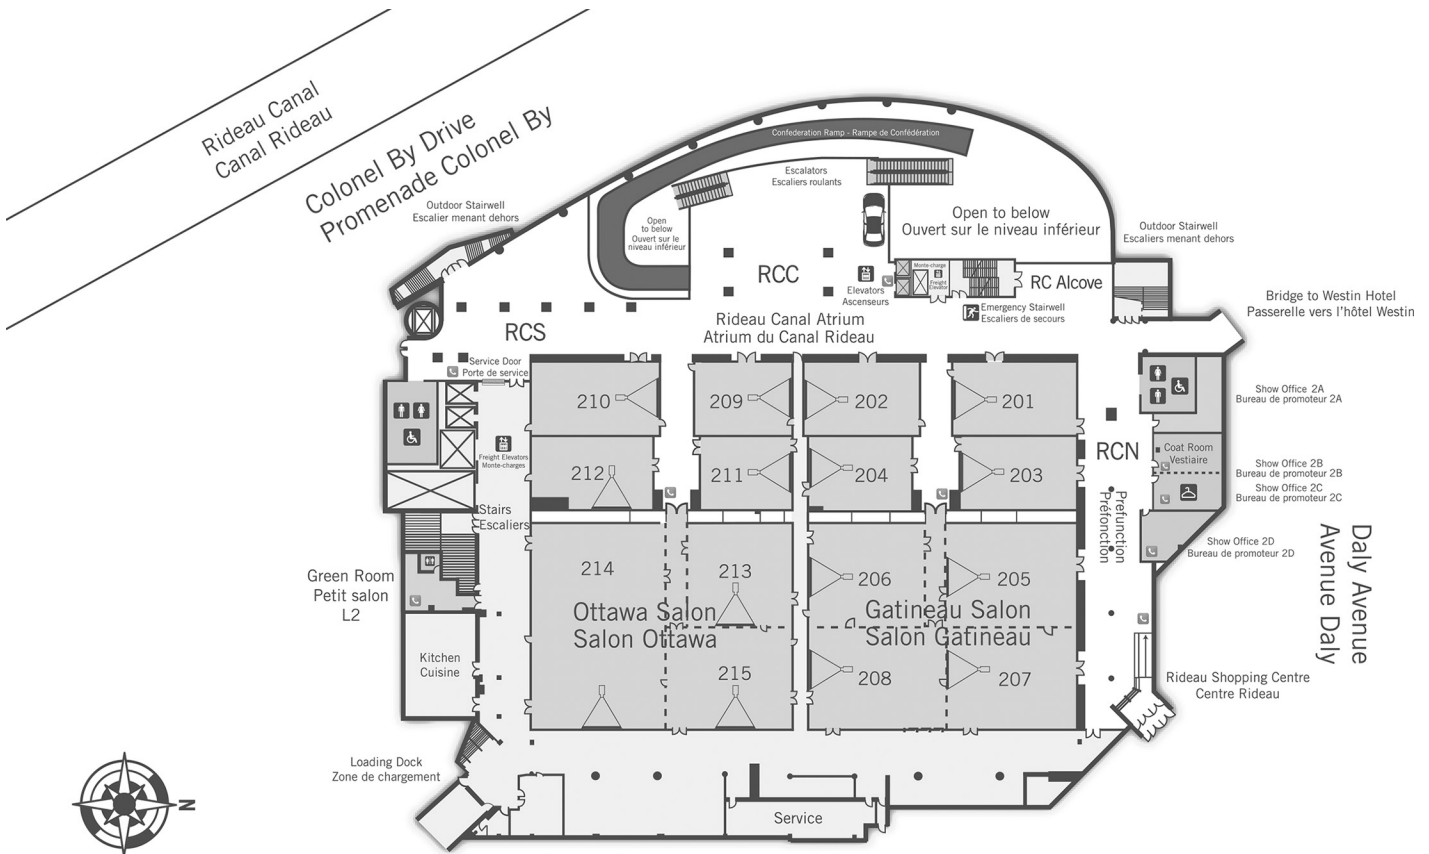 Rideau Canal
Canal Rideau
Colonel By Drive
Promenade Colonel By
Outdoor Stairwell
Escalier menant dehors
Confederation Ramp - Rampe de Confédération
Escalators
Escaliers roulants
Open
to below
Ouvert sur le
niveau inférieur
Open to below
Ouvert sur le niveau inférieur
Outdoor Stairwell
Escaliers menant dehors
RCC
Elevators
Ascenseurs
Monte-charge
Freight
Elevator
RC Alcove
Emergency Stairwell
Escaliers de secours
Bridge to Westin Hotel
Passerelle vers l'hôtel Westin
RCS
Rideau Canal Atrium
Atrium du Canal Rideau
Service Door
Porte de service
210
209
202
201
Show Office 2A
Bureau de promoteur 2A
Freight Elevators
Monte-charges
212
211
204
203
RCN
Coat Room
Vestiaire
Show Office 2B
Bureau de promoteur 2B
Show Office 2C
Bureau de promoteur 2C
Stairs
Escaliers
Prefunction
Préfonction
Show Office 2D
Bureau de promoteur 2D
Daly Avenue
Avenue Daly
Green Room
Petit salon
L2
214
213
206
205
Ottawa Salon
Salon Ottawa
Gatineau Salon
Salon Gatineau
Kitchen
Cuisine
215
208
207
Rideau Shopping Centre
Centre Rideau
Loading Dock
Zone de chargement
N
Service